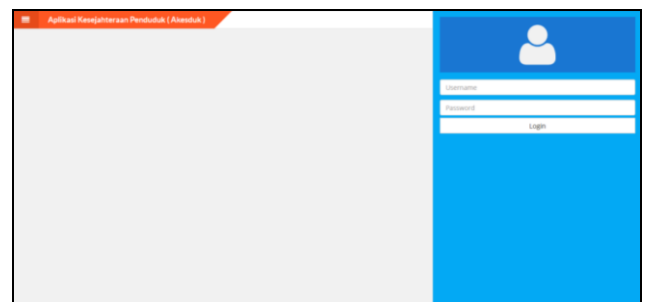 Aplikasi Kesejahteraan Penduduk ( Akesduk )
Username
Password
Login